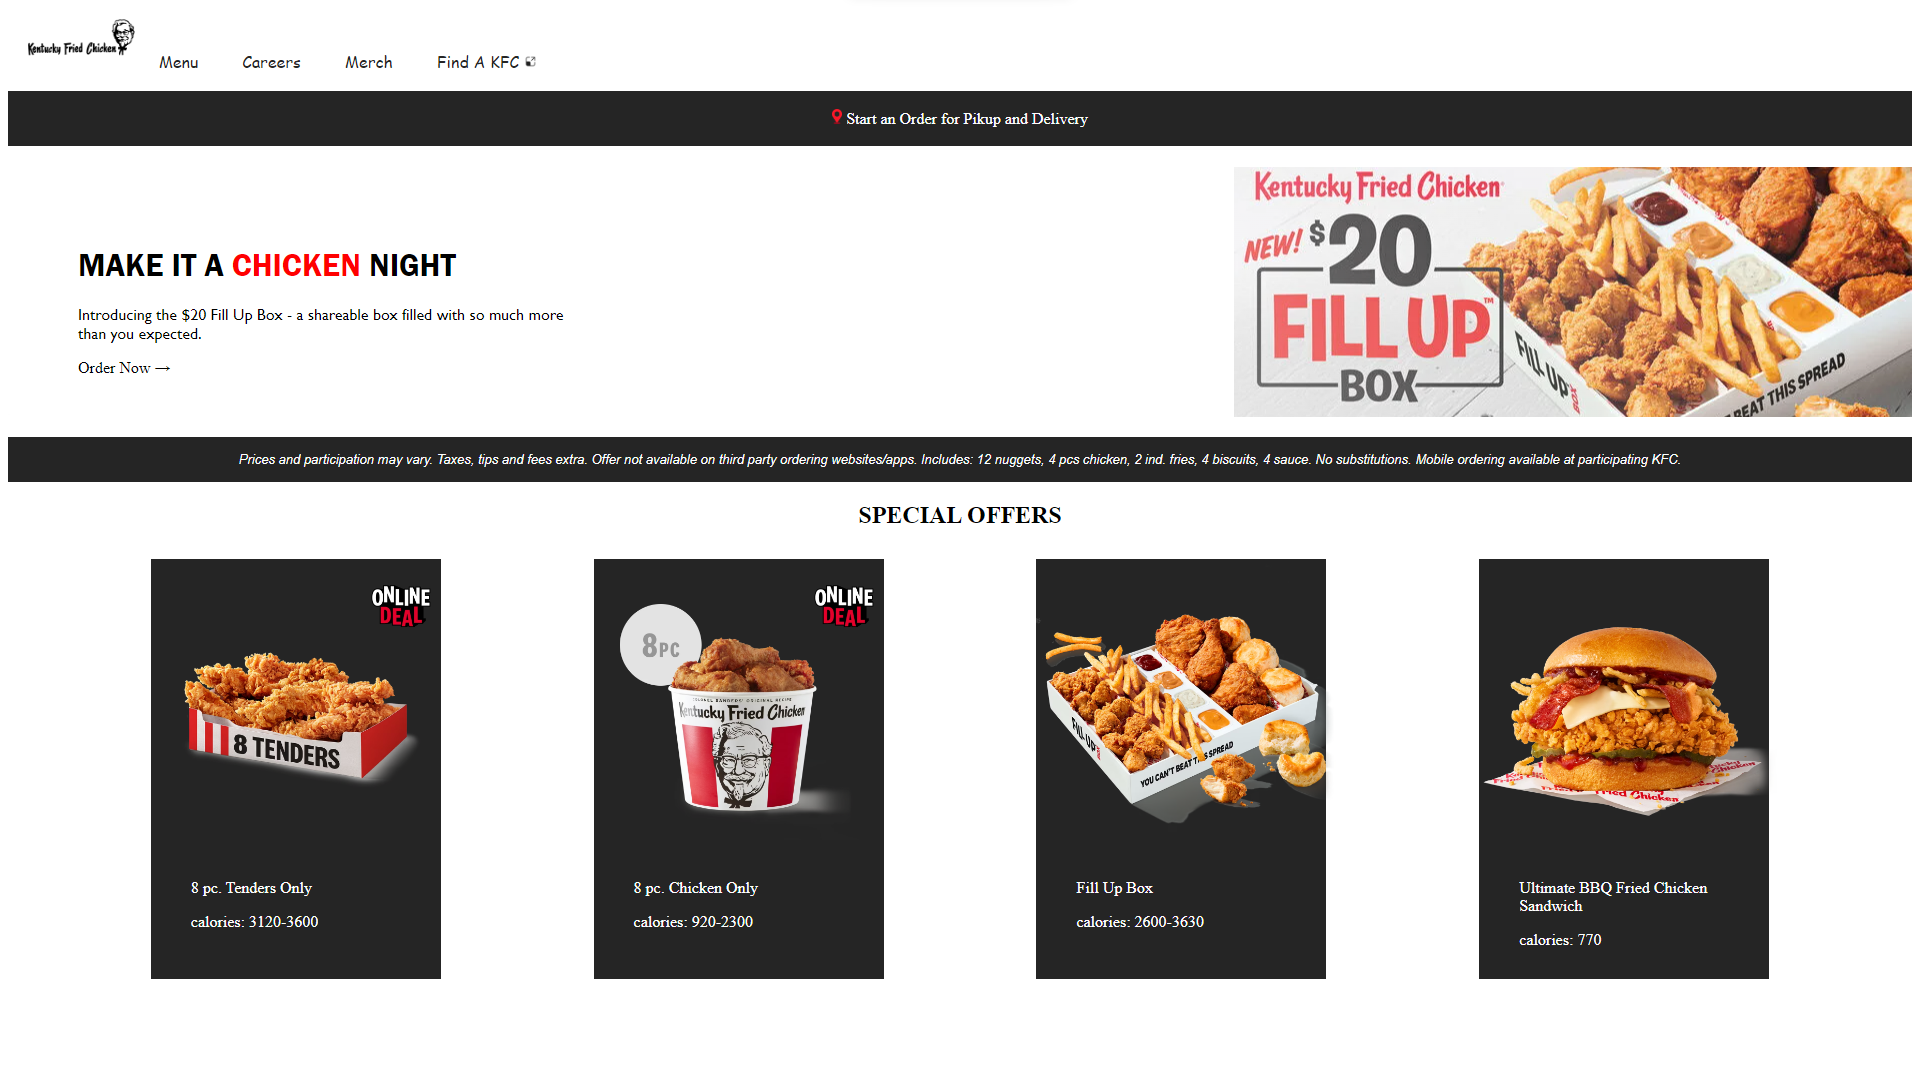 Kentucky Fried Chicken
Menu
Careers
Merch
Find A KFC
Start an Order for Pikup and Delivery
MAKE IT A CHICKEN NIGHT
Introducing the $20 Fill Up Box - a shareable box filled with so much more
than you expected.
Order Now →
Kentucky Fried Chicken
NEW! $20
FILL UP™
BOX
FILL UP BOX
BEAT THIS SPREAD
Prices and participation may vary. Taxes, tips and fees extra. Offer not available on third party ordering websites/apps. Includes: 12 nuggets, 4 pcs chicken, 2 ind. fries, 4 biscuits, 4 sauce. No substitutions. Mobile ordering available at participating KFC.
SPECIAL OFFERS
ONLINE
DEAL
8 TENDERS
8 pc. Tenders Only
calories: 3120-3600
ONLINE
DEAL
8PC
Kentucky Fried Chicken
8 pc. Chicken Only
calories: 920-2300
FILL UP
YOU CAN'T BEAT THIS SPREAD
Fill Up Box
calories: 2600-3630
Fried Chicken
Ultimate BBQ Fried Chicken
Sandwich
calories: 770